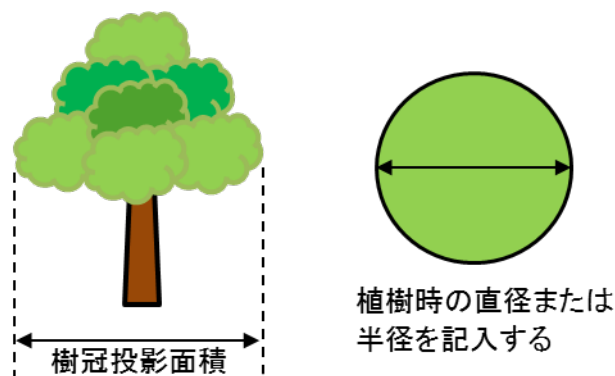 樹冠投影面積
植樹時の直径または
半径を記入する